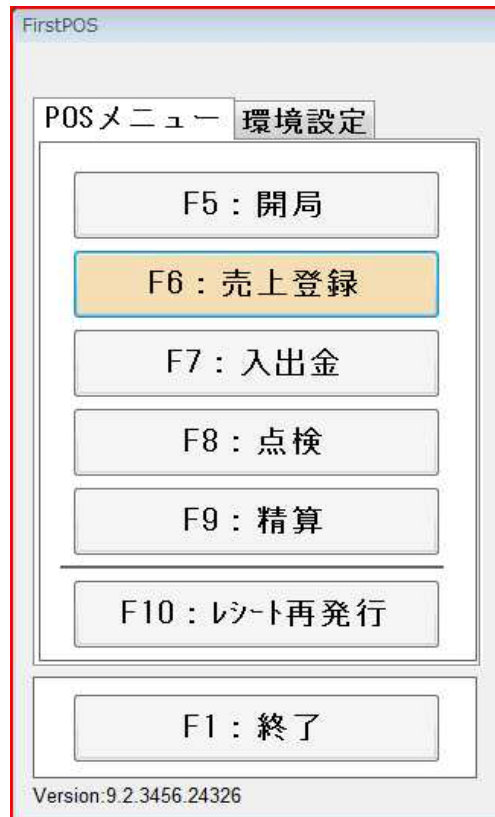 FirstPOS
POSメニュー 環境設定
F5：開局
F6：売上登録
F7：入出金
F8：点検
F9：精算
F10：ﾚｼｰﾄ再発行
F1：終了
Version:9.2.3456.24326